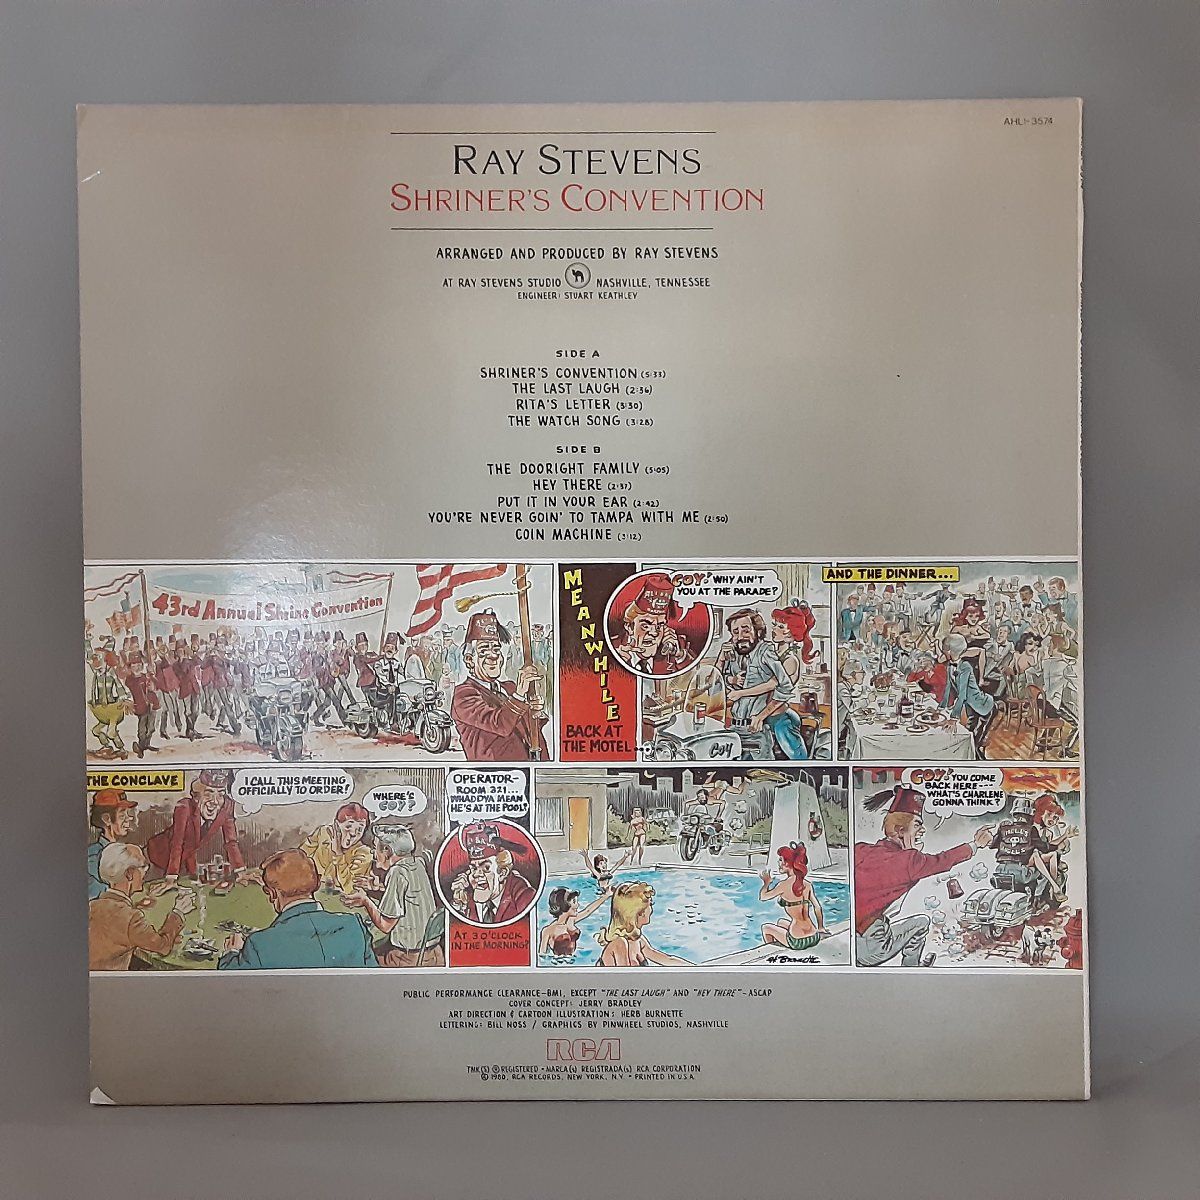 AHL1-3574
RAY STEVENS
SHRINER'S CONVENTION
ARRANGED AND PRODUCED BY RAY STEVENS
AT RAY STEVENS STUDIO NASHVILLE, TENNESSEE
ENGINEER: STUART KEATHLEY
SIDE A
SHRINER'S CONVENTION (5:33)
THE LAST LAUGH (2:36)
RITA'S LETTER (3:30)
THE WATCH SONG (3:28)
SIDE B
THE DOORIGHT FAMILY (5:05)
HEY THERE (2:37)
PUT IT IN YOUR EAR (2:42)
YOU'RE NEVER GOIN' TO TAMPA WITH ME (2:50)
COIN MACHINE (3:12)
43rd Annual Shrine Convention
MEANWHILE
BACK AT
THE MOTEL...
COY! WHY AIN'T
YOU AT THE PARADE?
COY
AND THE DINNER...
THE CONCLAVE
I CALL THIS MEETING
OFFICIALLY TO ORDER!
WHERE'S
COY?
OPERATOR-
ROOM 321...
WHADDYA MEAN
HE'S AT THE POOL?
AT 3 O'CLOCK
IN THE MORNING?
H. BURNETTE
COY! YOU COME
BACK HERE---
WHAT'S CHARLENE
GONNA THINK?
PUBLIC PERFORMANCE CLEARANCE-BMI, EXCEPT "THE LAST LAUGH" AND "HEY THERE"-ASCAP
COVER CONCEPT: JERRY BRADLEY
ART DIRECTION & CARTOON ILLUSTRATION: HERB BURNETTE
LETTERING: BILL NOSS / GRAPHICS BY PINWHEEL STUDIOS, NASHVILLE
RCA
TMK(S) ® REGISTERED • MARCA(S) REGISTRADA(S) RCA CORPORATION
© 1980, RCA RECORDS, NEW YORK, N.Y. • PRINTED IN U.S.A.